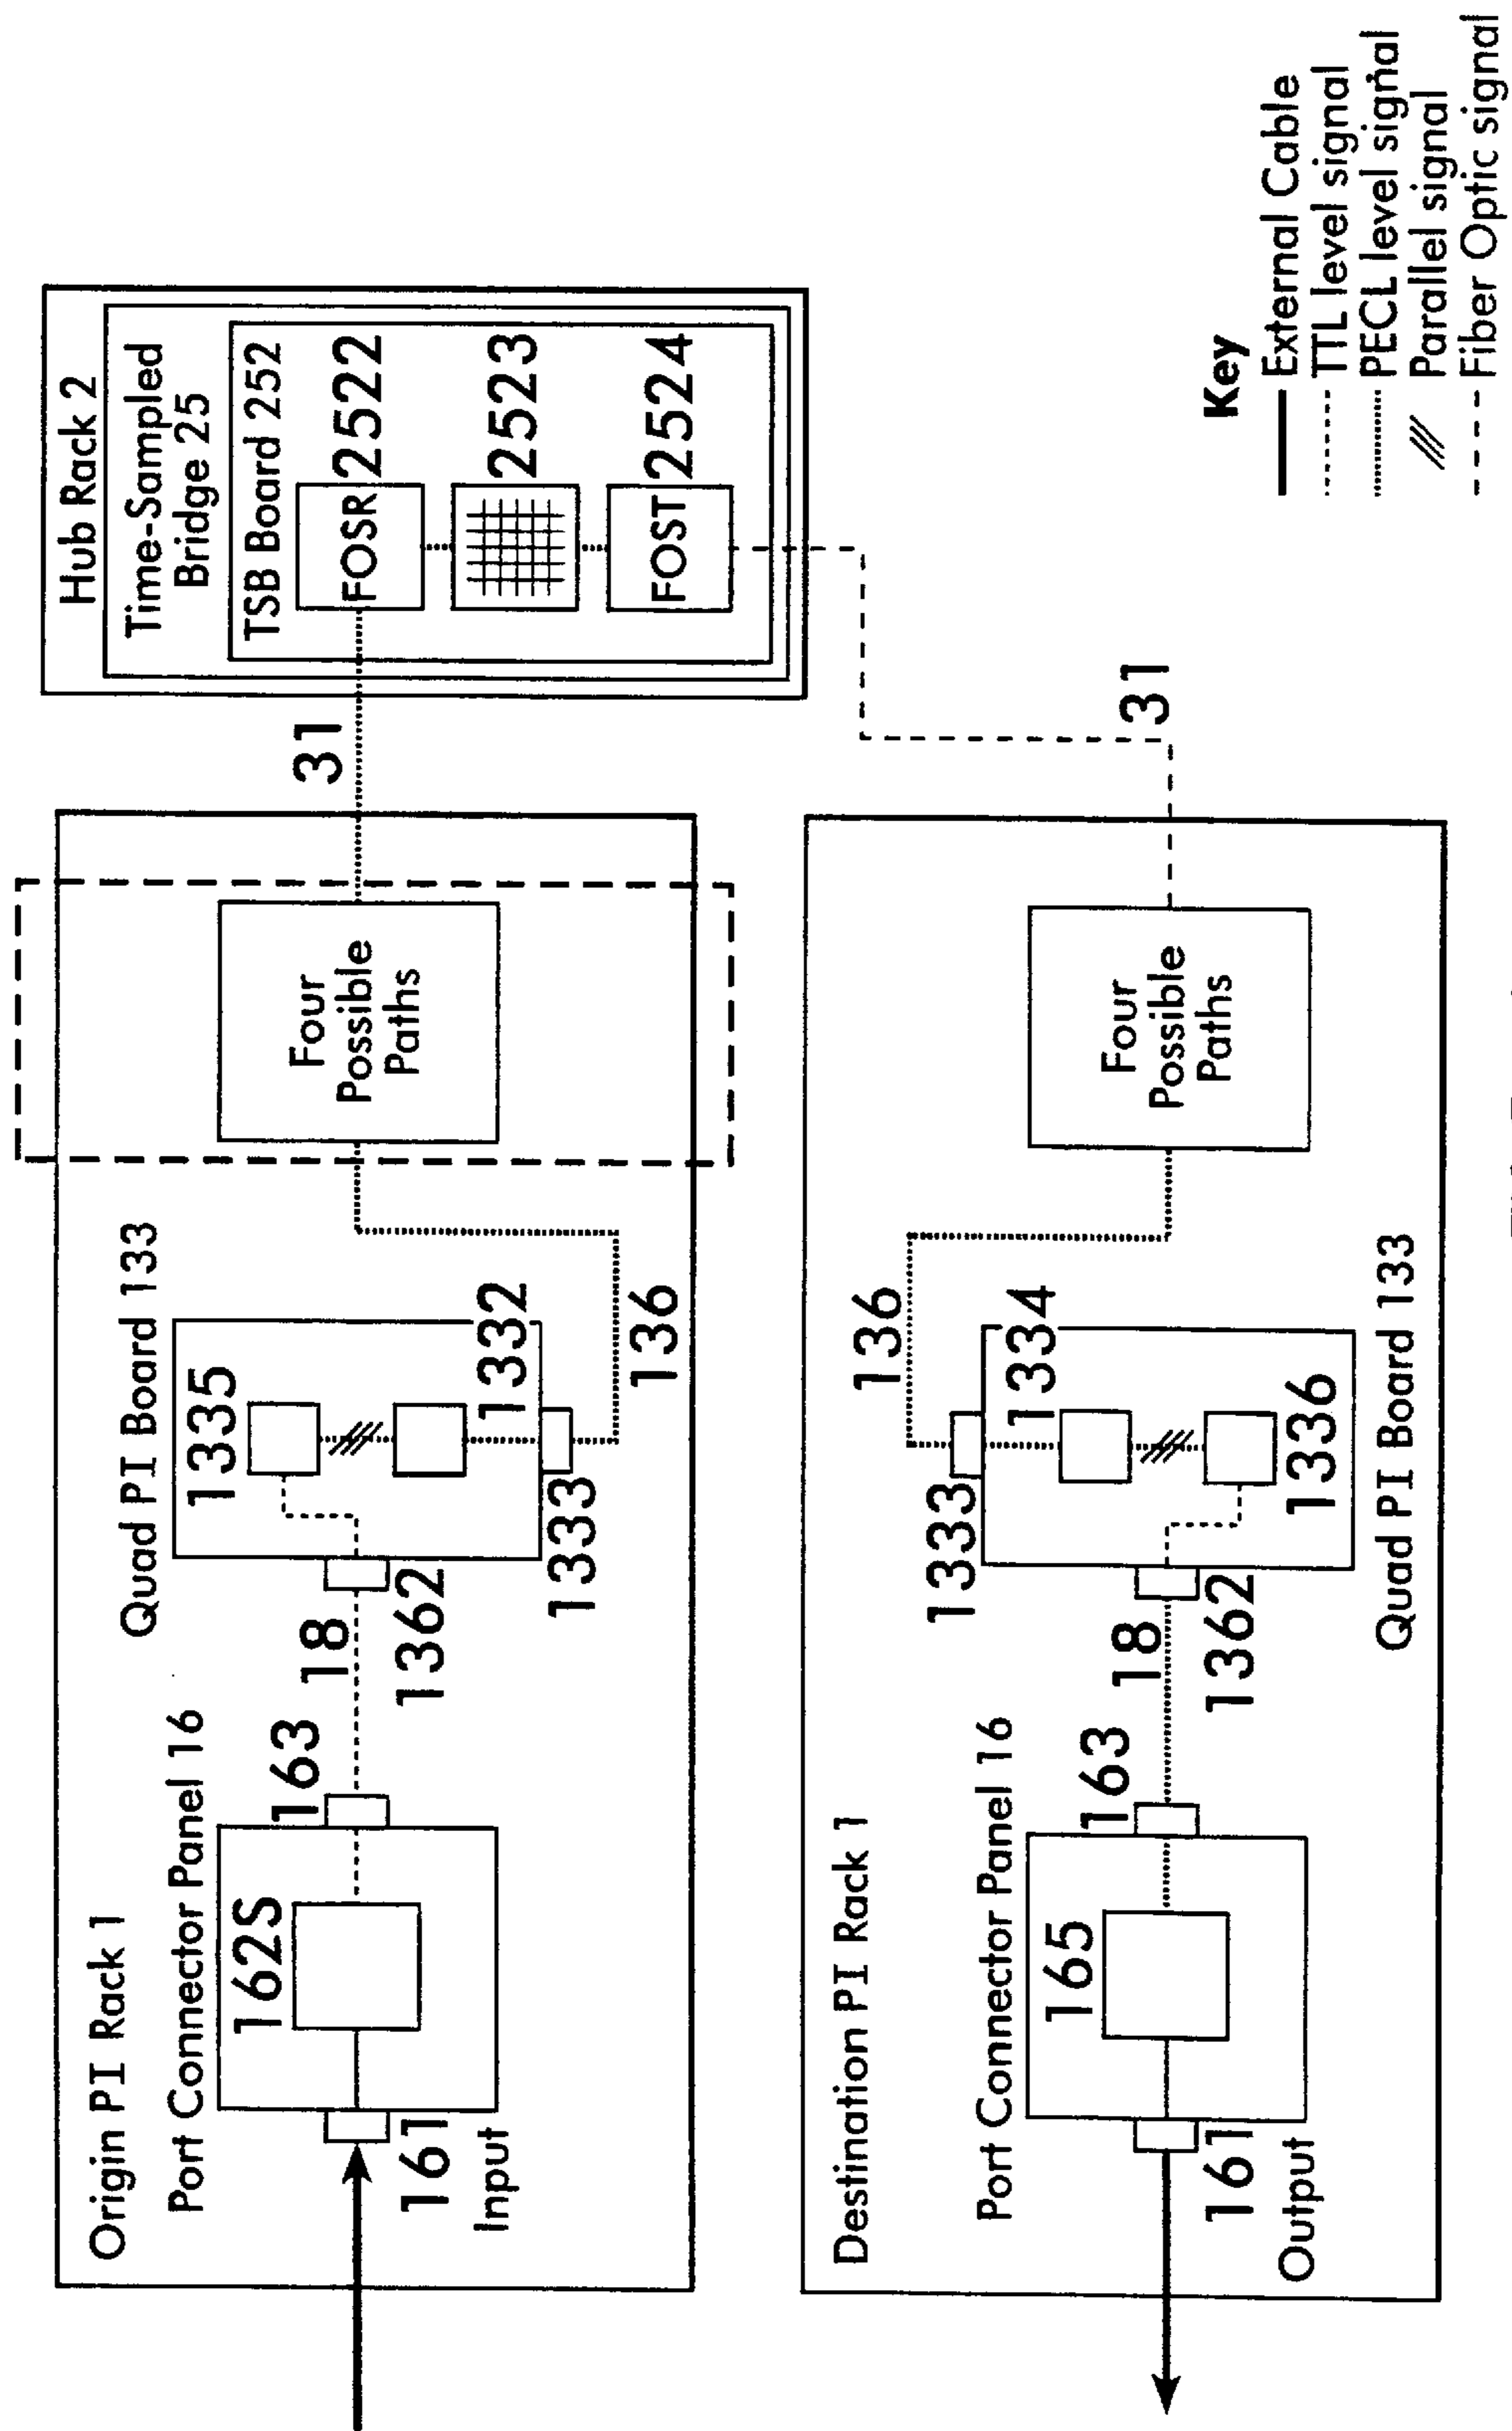 Origin PI Rack 1
Port Connector Panel 16
162S
163
161
Input
18
1362
Quad PI Board 133
1335
1332
1333
136
Four
Possible
Paths
31
Hub Rack 2
Time-Sampled
Bridge 25
TSB Board 252
FOSR
2522
2523
FOST
2524
Destination PI Rack 1
Port Connector Panel 16
165
163
161
Output
18
1362
1333
1334
1336
136
Quad PI Board 133
Four
Possible
Paths
31
Key
External Cable
TTL level signal
PECL level signal
Parallel signal
Fiber Optic signal